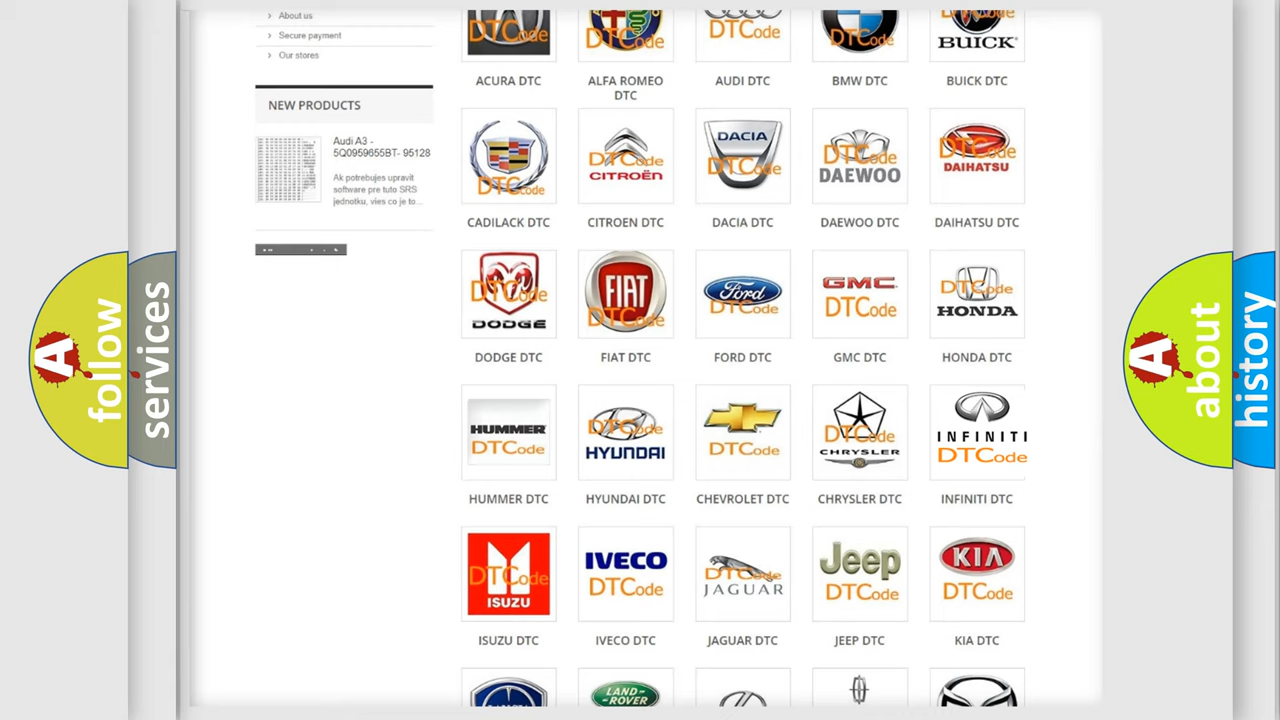 About us
Secure payment
Our stores
NEW PRODUCTS
Audi A3 -
5Q0959655BT- 95128
Ak potrebujes upravit
software pre tuto SRS
jednotku, vies co je to...
DTCode
DTCode
DTCode
DTCode
BUICK
ACURA DTC
ALFA ROMEO
DTC
AUDI DTC
BMW DTC
BUICK DTC
DTCode
DTCode
CITROËN
DACIA
DTCode
DTCode
DAEWOO
DTCode
DAIHATSU
CADILACK DTC
CITROEN DTC
DACIA DTC
DAEWOO DTC
DAIHATSU DTC
DTCode
DODGE
FIAT
DTCode
Ford
DTCode
GMC
DTCode
DTCode
HONDA
DODGE DTC
FIAT DTC
FORD DTC
GMC DTC
HONDA DTC
HUMMER
DTCode
DTCode
HYUNDAI
DTCode
DTCode
CHRYSLER
INFINITI
DTCode
HUMMER DTC
HYUNDAI DTC
CHEVROLET DTC
CHRYSLER DTC
INFINITI DTC
DTCode
ISUZU
IVECO
DTCode
DTCode
JAGUAR
Jeep
DTCode
KIA
DTCode
ISUZU DTC
IVECO DTC
JAGUAR DTC
JEEP DTC
KIA DTC
LAND-
ROVER
A
follow
services
A
about
history